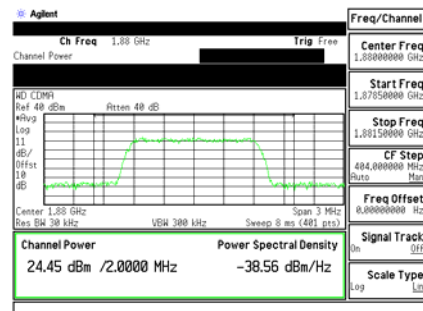 Agilent
Freq/Channel
Ch Freq 1.88 GHz Trig Free
Channel Power
Center Freq
1.88000000 GHz
Start Freq
1.87850000 GHz
Stop Freq
1.88150000 GHz
CF Step
404.000000 MHz
Auto Man
Freq Offset
0.00000000 Hz
Signal Track
On Off
Scale Type
Log Lin
WD CDMA
Ref 40 dBm Atten 40 dB
#Avg
Log
11
dB/
Offst
10
dB
Center 1.88 GHz Span 3 MHz
Res BW 30 kHz VBW 300 kHz Sweep 8 ms (401 pts)
Channel Power Power Spectral Density
24.45 dBm /2.0000 MHz -38.56 dBm/Hz